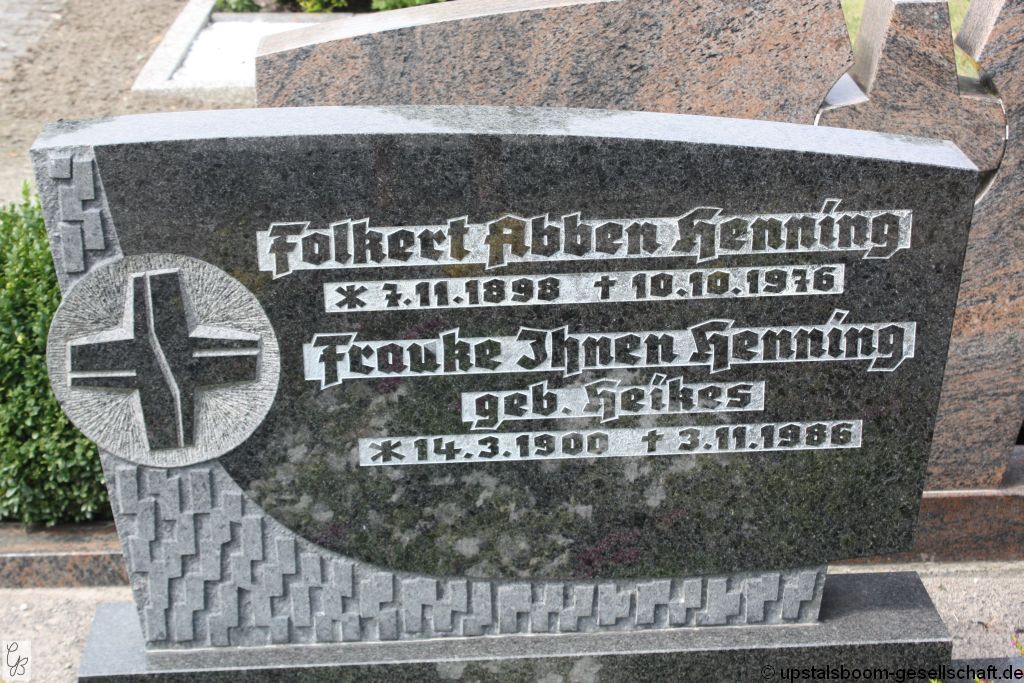 Folkert Abben Henning
* 7.11.1898 † 10.10.1976
Frauke Ihnen Henning
geb. Heikes
* 14.3.1900 † 3.11.1986
© upstalsboom-gesellschaft.de